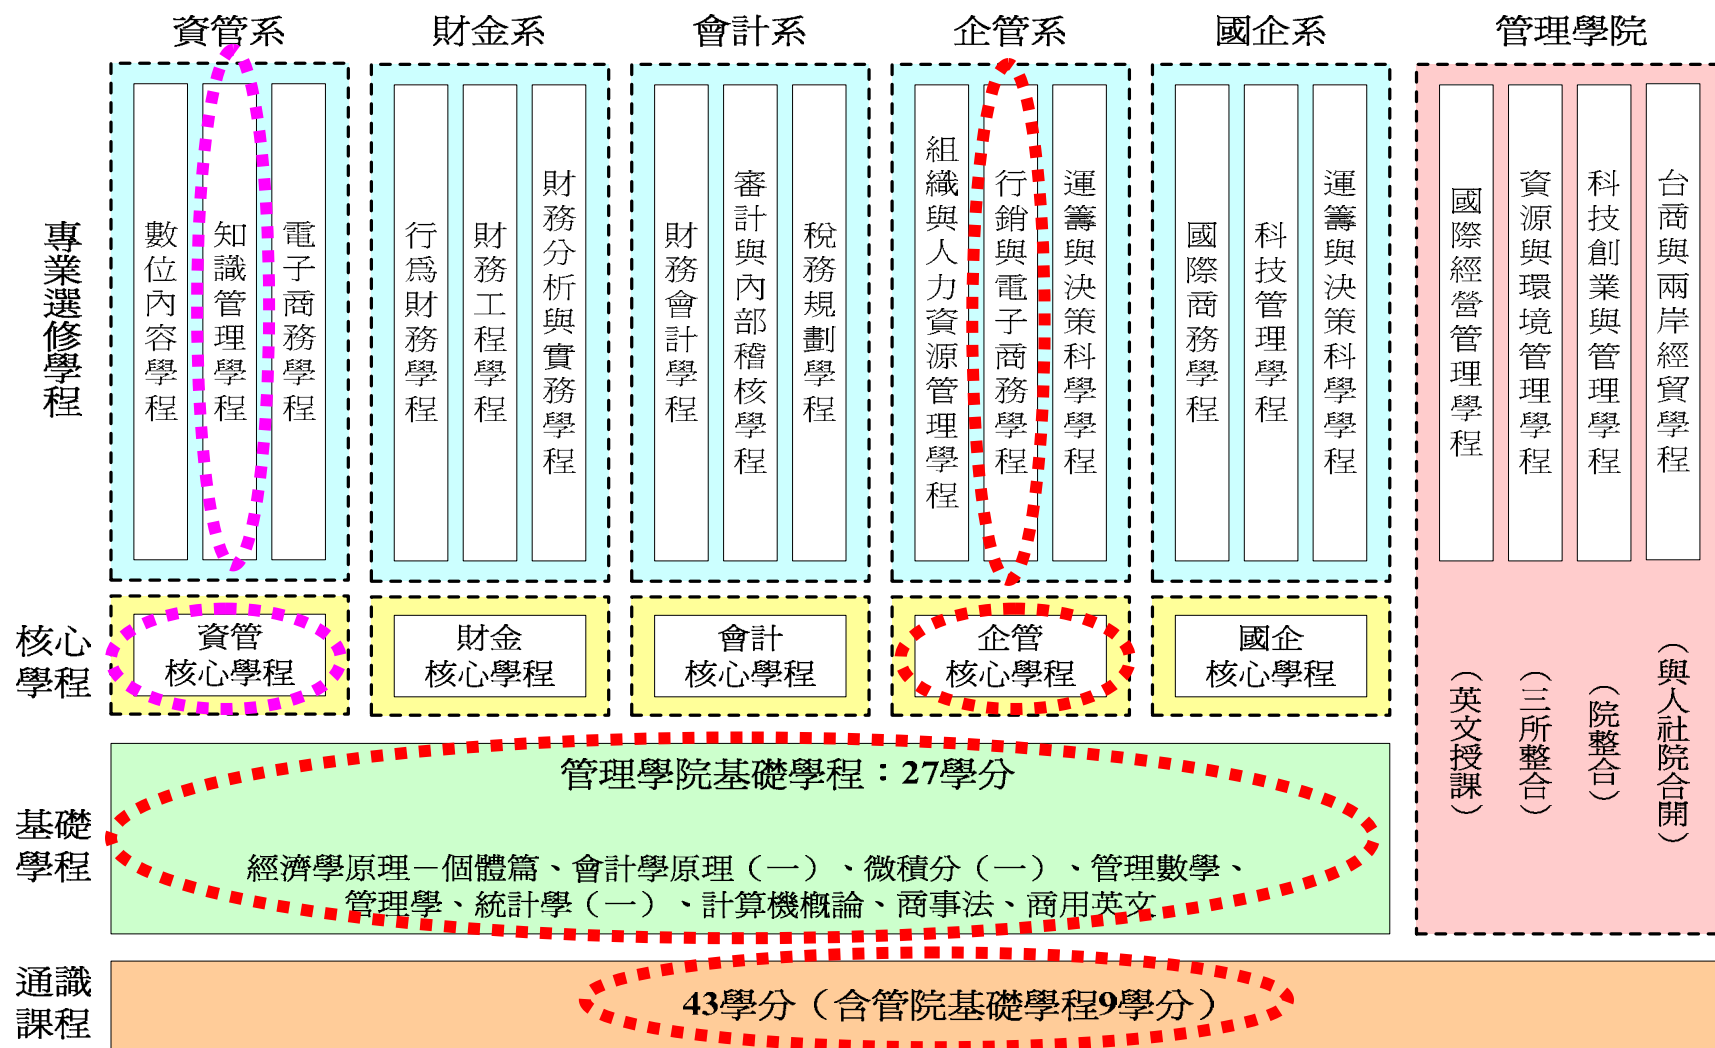 資管系
財金系
會計系
企管系
國企系
管理學院
專業選修學程
數位內容學程
知識管理學程
電子商務學程
行為財務學程
財務工程學程
財務分析與實務學程
財務會計學程
審計與內部稽核學程
稅務規劃學程
組織與人力資源管理學程
行銷與電子商務學程
運籌與決策科學學程
國際商務學程
科技管理學程
運籌與決策科學學程
國際經營管理學程
(英文授課)
資源與環境管理學程
(三所整合)
科技創業與管理學程
(院整合)
台商與兩岸經貿學程
(與人社院合開)
核心
學程
資管
核心學程
財金
核心學程
會計
核心學程
企管
核心學程
國企
核心學程
基礎
學程
管理學院基礎學程：27學分
經濟學原理－個體篇、會計學原理（一）、微積分（一）、管理數學、
管理學、統計學（一）、計算機概論、商事法、商用英文
通識
課程
43學分（含管院基礎學程9學分）